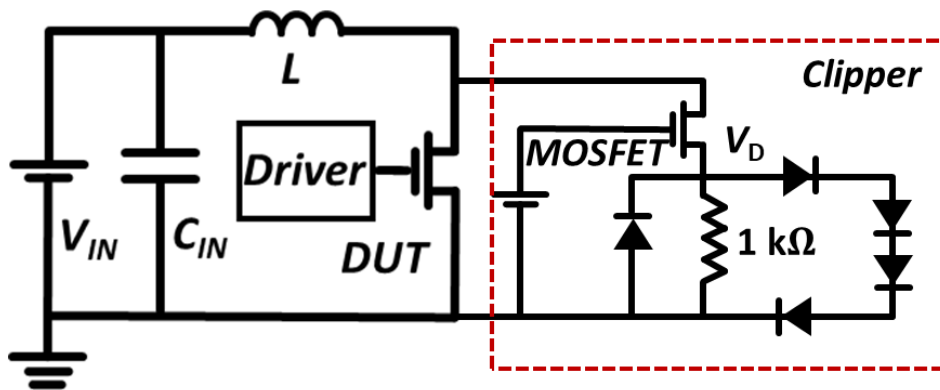 L
Clipper
Driver
MOSFET
V_D
V_IN
C_IN
DUT
1 kΩ